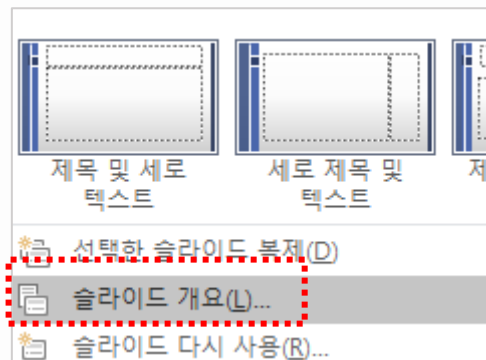 제목 및 세로
텍스트
세로 제목 및
텍스트
선택한 슬라이드 복제(D)
슬라이드 개요(L)...
슬라이드 다시 사용(R)...